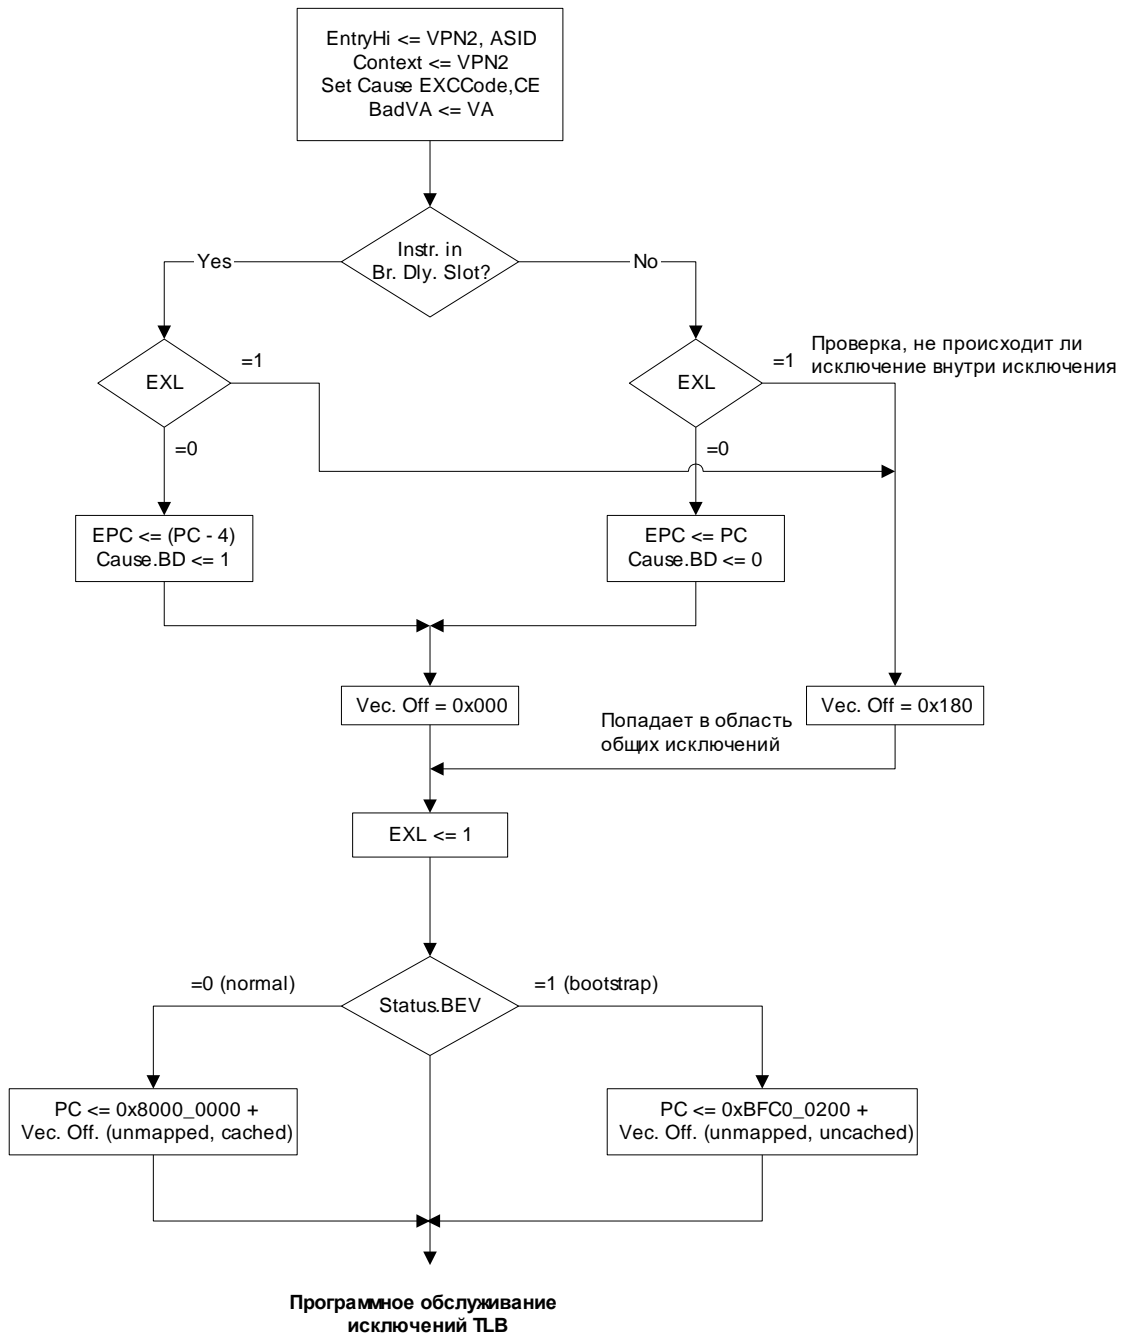 EntryHi <= VPN2, ASID
Context <= VPN2
Set Cause EXCCode,CE
BadVA <= VA
Instr. in
Br. Dly. Slot?
Yes
No
EXL
=1
EXL
=1
Проверка, не происходит ли
исключение внутри исключения
=0
=0
EPC <= (PC - 4)
Cause.BD <= 1
EPC <= PC
Cause.BD <= 0
Vec. Off = 0x000
Vec. Off = 0x180
Попадает в область
общих исключений
EXL <= 1
=0 (normal)
Status.BEV
=1 (bootstrap)
PC <= 0x8000_0000 +
Vec. Off. (unmapped, cached)
PC <= 0xBFC0_0200 +
Vec. Off. (unmapped, uncached)
Программное обслуживание
исключений TLB